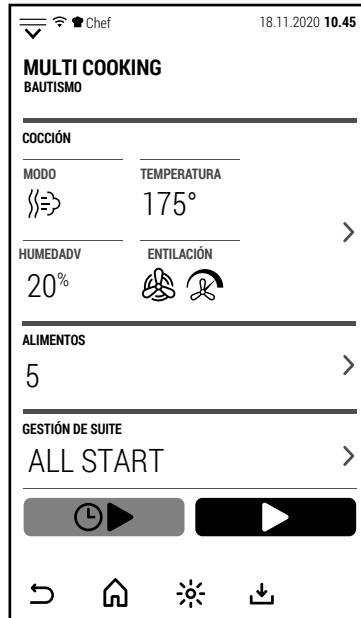 Chef 18.11.2020 10.45
MULTI COOKING
BAUTISMO
COCCIÓN
MODO TEMPERATURA
175°
HUMEDADV ENTILACIÓN
20%
ALIMENTOS
5
GESTIÓN DE SUITE
ALL START